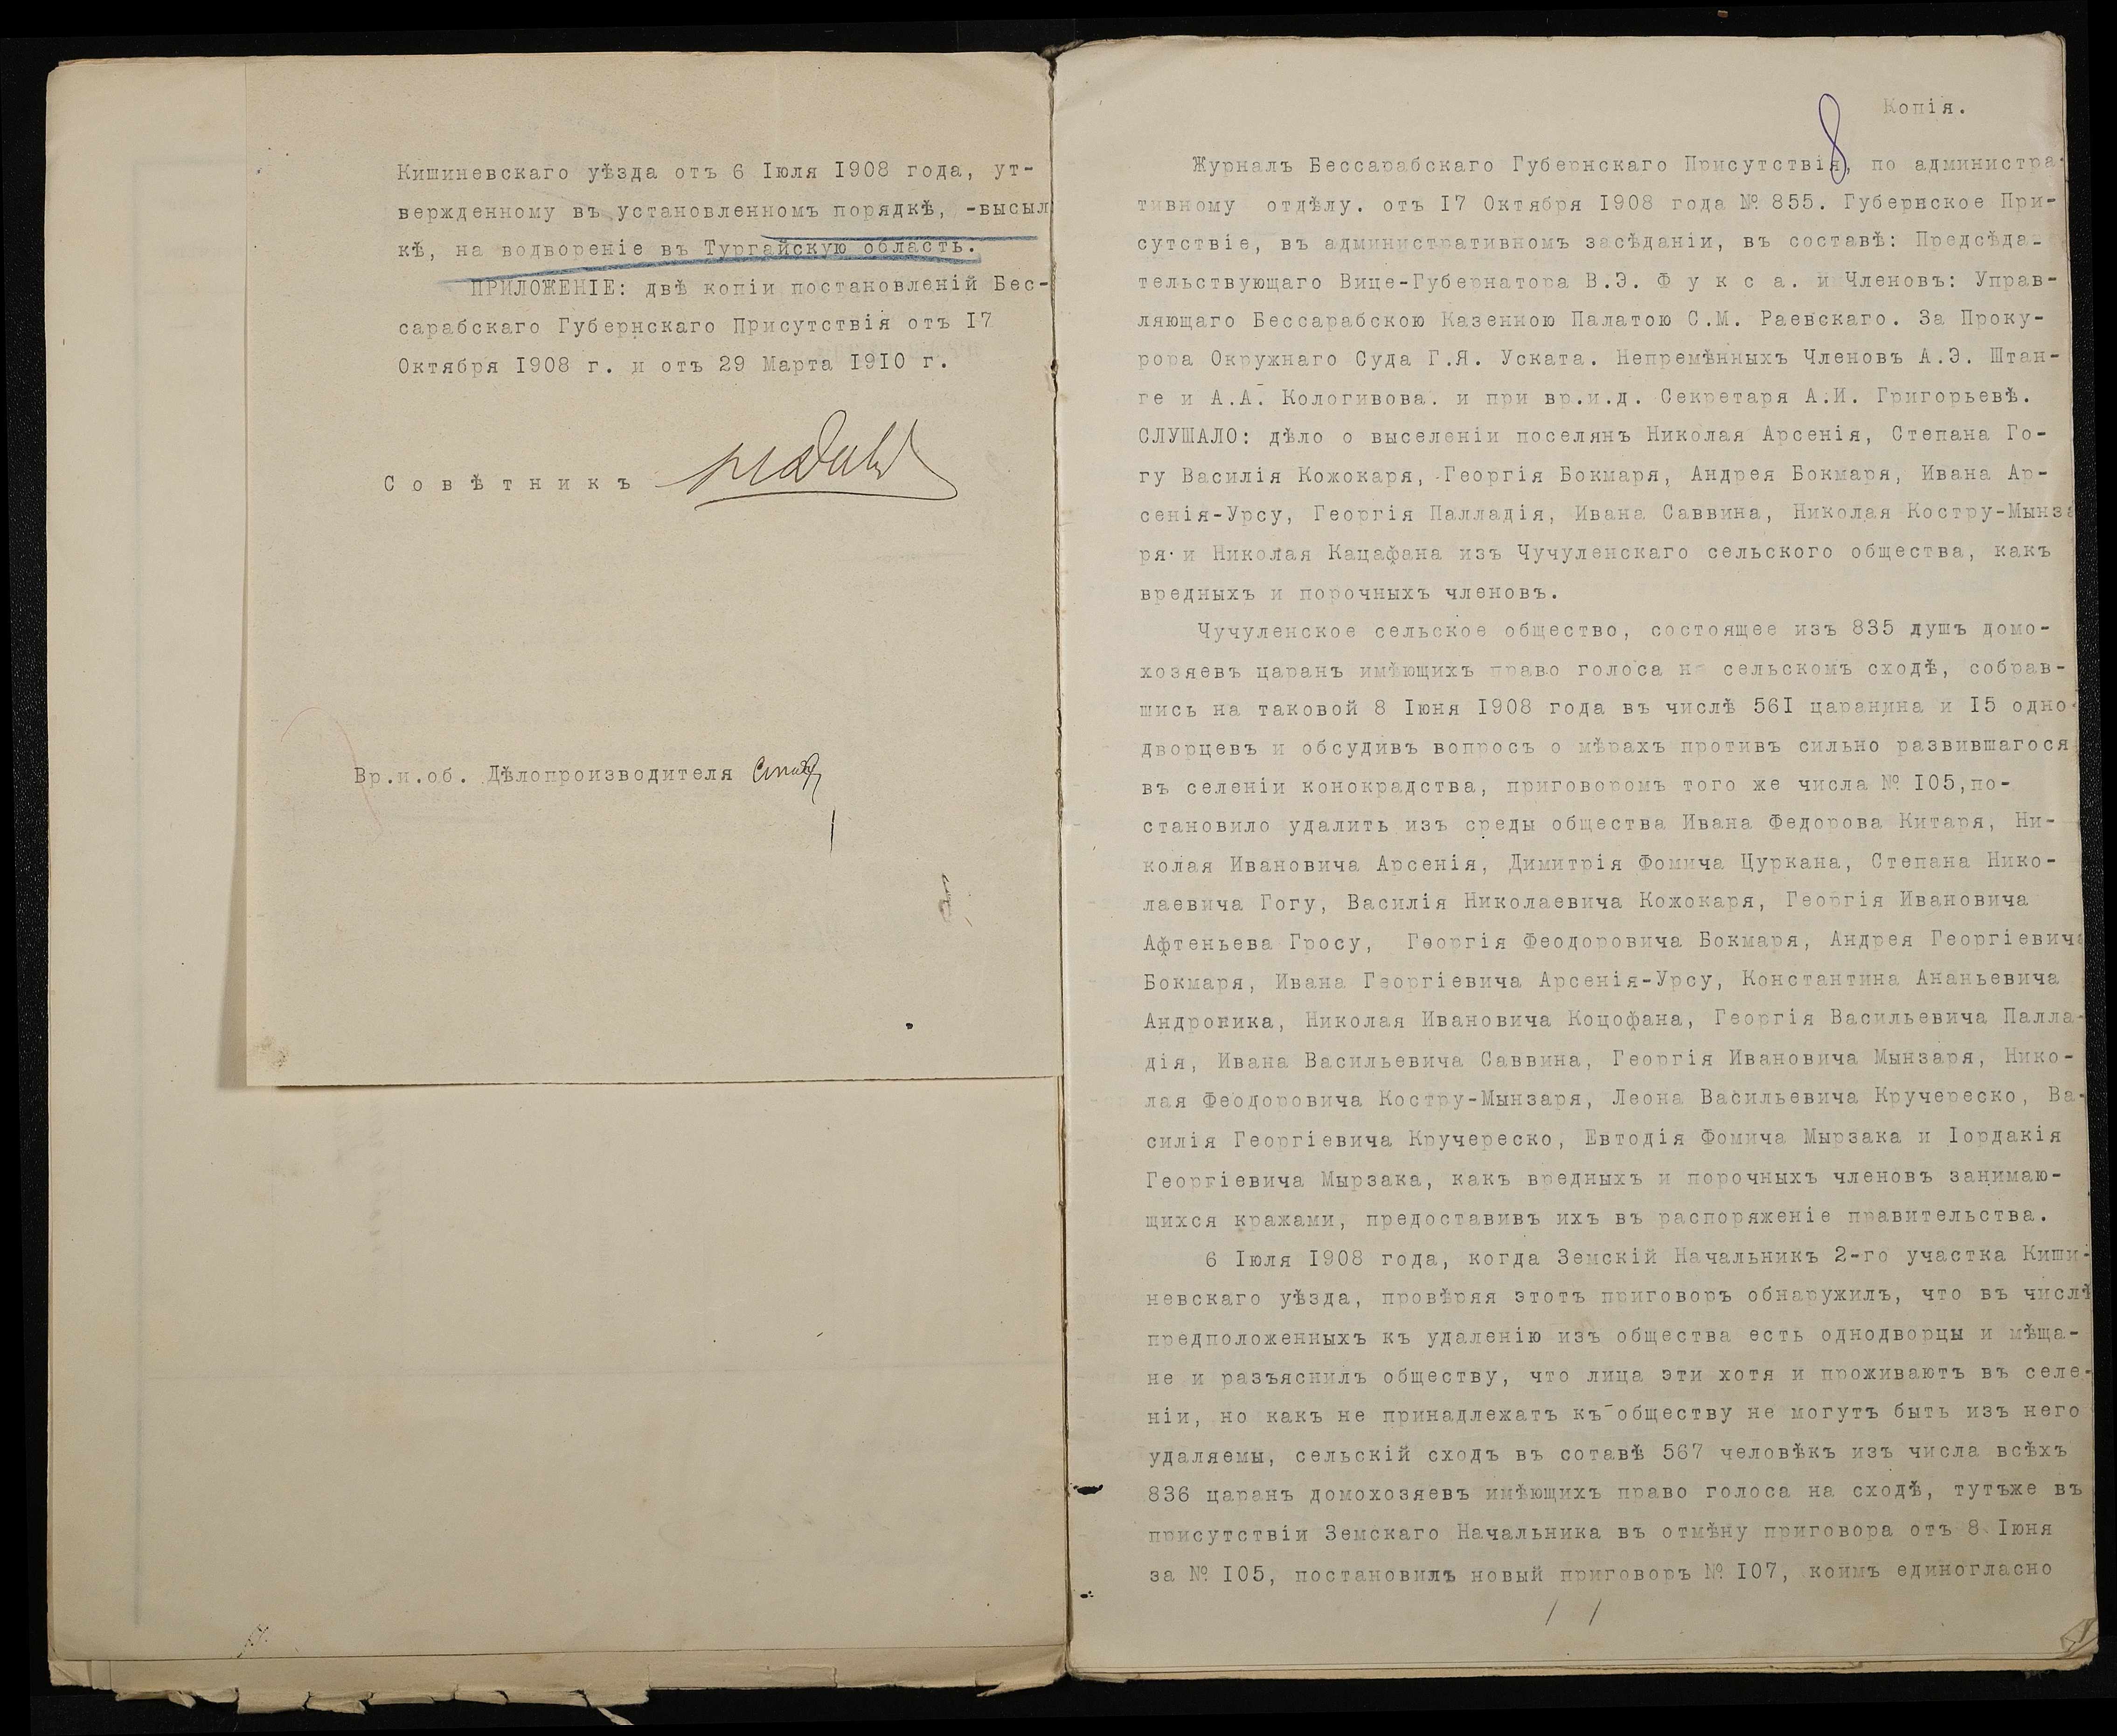 Кишиневскаго уѣзда отъ 6 Іюля 1908 года, ут-
вержденному въ установленномъ порядкѣ, -высыл
кѣ, на водвореніе въ Тургайскую область.
ПРИЛОЖЕНІЕ: двѣ копіи постановленій Бес-
сарабскаго Губернскаго Присутствія отъ 17
Октября 1908 г. и отъ 29 Марта 1910 г.
Совѣтникъ
Вр.и.об. Дѣлопроизводителя
8
Копія.
Журналъ Бессарабскаго Губернскаго Присутствія, по администра-
тивному отдѣлу. отъ 17 Октября 1908 года № 855. Губернское При-
сутствіе, въ административномъ засѣданіи, въ составѣ: Предсѣда-
тельствующаго Вице-Губернатора В.Э. Ф у к с а. и Членовъ: Управ-
ляющаго Бессарабскою Казенною Палатою С.М. Раевскаго. За Проку-
рора Окружнаго Суда Г.Я. Уската. Непремѣнныхъ Членовъ А.Э. Штан-
ге и А.А. Кологивова. и при вр.и.д. Секретаря А.И. Григорьевѣ.
СЛУШАЛО: дѣло о выселеніи поселянъ Николая Арсенія, Степана Го-
гу Василія Кожокаря, Георгія Бокмаря, Андрея Бокмаря, Ивана Ар-
сенія-Урсу, Георгія Палладія, Ивана Саввина, Николая Костру-Мынза
ря и Николая Кацафана изъ Чучуленскаго сельского общества, какъ
вредныхъ и порочныхъ членовъ.
Чучуленское сельское общество, состоящее изъ 835 душъ домо-
хозяевъ царанъ имѣющихъ право голоса на сельскомъ сходѣ, собрав-
шись на таковой 8 Іюня 1908 года въ числѣ 561 царанина и 15 одно-
дворцевъ и обсудивъ вопросъ о мѣрахъ противъ сильно развившагося
въ селеніи конокрадства, приговоромъ того же числа № 105,по-
становило удалить изъ среды общества Ивана Федорова Китаря, Ни-
колая Ивановича Арсенія, Димитрія Фомича Цуркана, Степана Нико-
лаевича Гогу, Василія Николаевича Кожокаря, Георгія Ивановича
Афтеньева Гросу, Георгія Феодоровича Бокмаря, Андрея Георгіевича
Бокмаря, Ивана Георгіевича Арсенія-Урсу, Константина Ананьевича
Андроника, Николая Ивановича Коцофана, Георгія Васильевича Палла-
дія, Ивана Васильевича Саввина, Георгія Ивановича Мынзаря, Нико-
лая Феодоровича Костру-Мынзаря, Леона Васильевича Кручереско, Ва-
силія Георгіевича Кручереско, Евтодія Фомича Мырзака и Іордакія
Георгіевича Мырзака, какъ вредныхъ и порочныхъ членовъ занимаю-
щихся кражами, предоставивъ ихъ въ распоряженіе правительства.
6 Іюля 1908 года, когда Земскій Начальникъ 2-го участка Киши-
невскаго уѣзда, провѣряя этотъ приговоръ обнаружилъ, что въ числѣ
предположенныхъ къ удаленію изъ общества есть однодворцы и мѣща-
не и разъяснилъ обществу, что лица эти хотя и проживаютъ въ селе-
ніи, но какъ не принадлежатъ къ обществу не могутъ быть изъ него
удаляемы, сельскій сходъ въ сотавѣ 567 человѣкъ изъ числа всѣхъ
836 царанъ домохозяевъ имѣющихъ право голоса на сходѣ, тутъже въ
присутствіи Земскаго Начальника въ отмѣну приговора отъ 8 Іюня
за № 105, постановилъ новый приговоръ № 107, коимъ единогласно